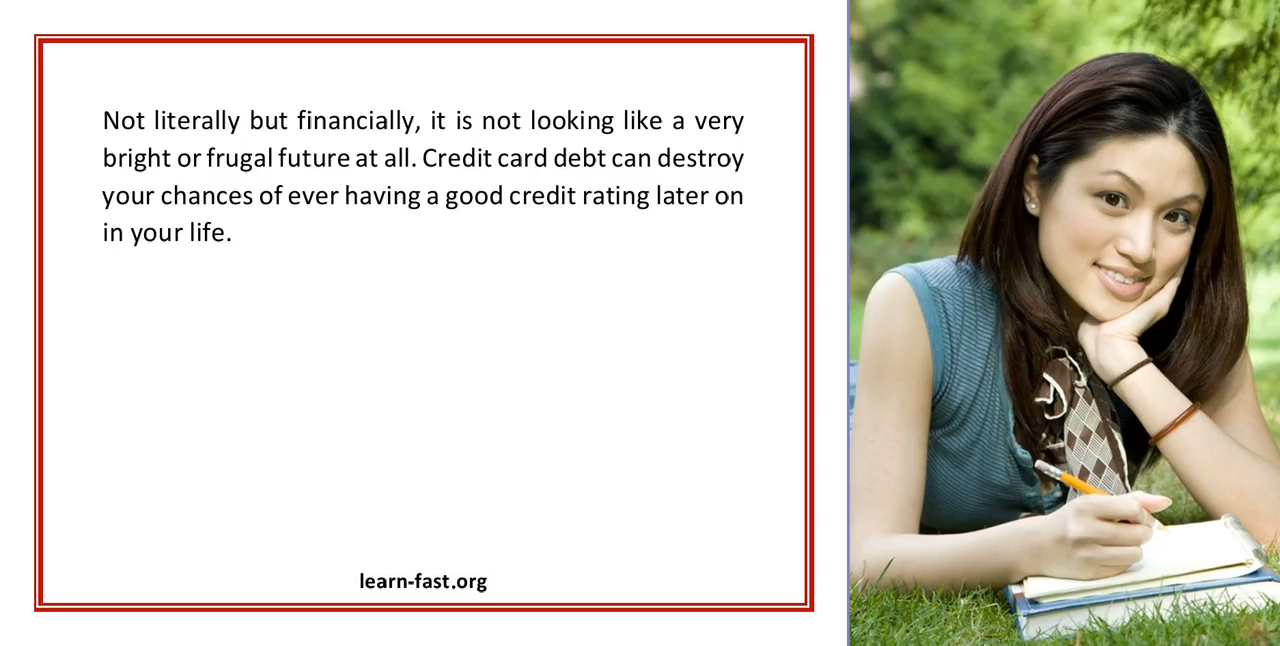 Not literally but financially, it is not looking like a very
bright or frugal future at all. Credit card debt can destroy
your chances of ever having a good credit rating later on
in your life.
learn-fast.org